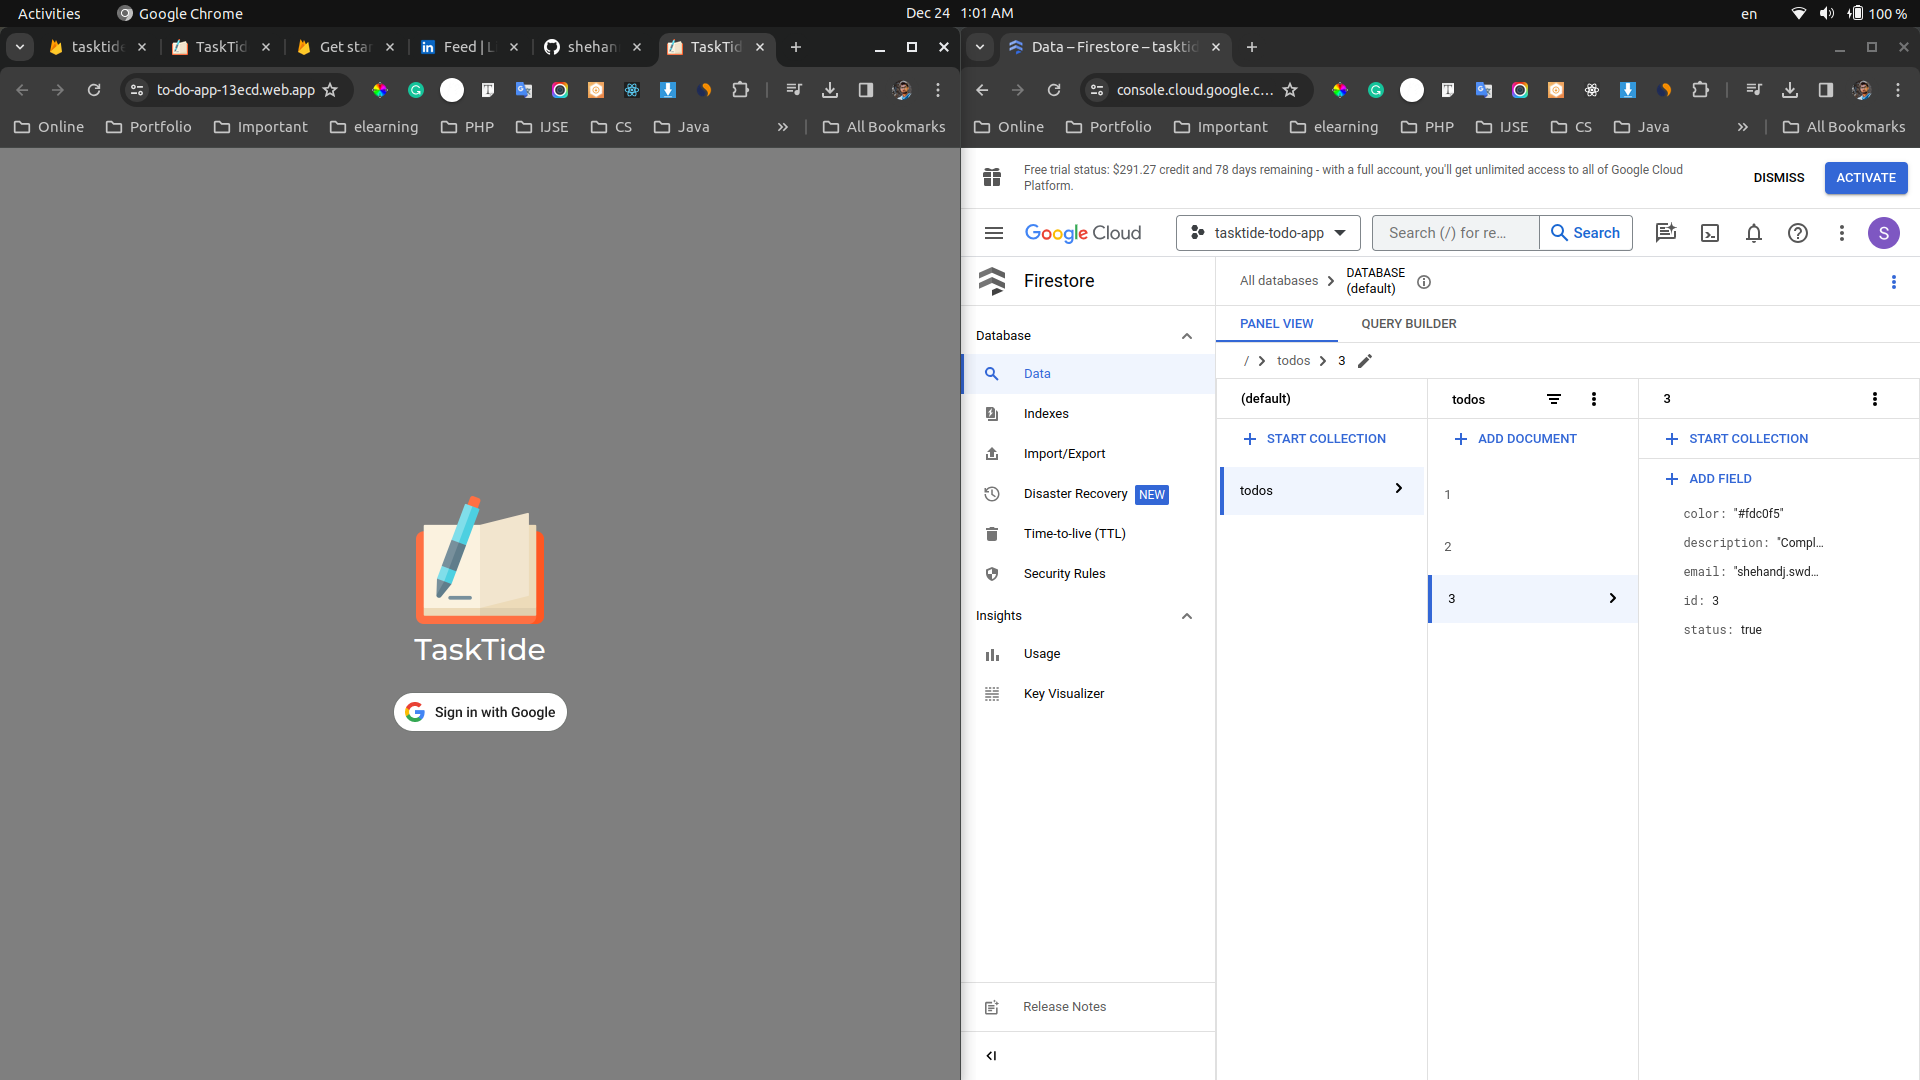 Activities
Google Chrome
Dec 24 1:01 AM
en
100 %
tasktide
TaskTid
Get star
Feed | L
shehan
TaskTid
to-do-app-13ecd.web.app
Online
Portfolio
Important
elearning
PHP
IJSE
CS
Java
All Bookmarks
TaskTide
Sign in with Google
Data – Firestore – tasktid
console.cloud.google.c...
Online
Portfolio
Important
elearning
PHP
IJSE
CS
Java
All Bookmarks
Free trial status: $291.27 credit and 78 days remaining - with a full account, you'll get unlimited access to all of Google Cloud
Platform.
DISMISS
ACTIVATE
Google Cloud
tasktide-todo-app
Search (/) for re...
Search
S
Firestore
All databases
DATABASE
(default)
Database
Data
Indexes
Import/Export
Disaster Recovery NEW
Time-to-live (TTL)
Security Rules
Insights
Usage
Key Visualizer
Release Notes
PANEL VIEW
QUERY BUILDER
/ todos 3
(default)
START COLLECTION
todos
todos
ADD DOCUMENT
1
2
3
3
START COLLECTION
ADD FIELD
color: "#fdc0f5"
description: "Compl...
email: "shehandj.swd...
id: 3
status: true